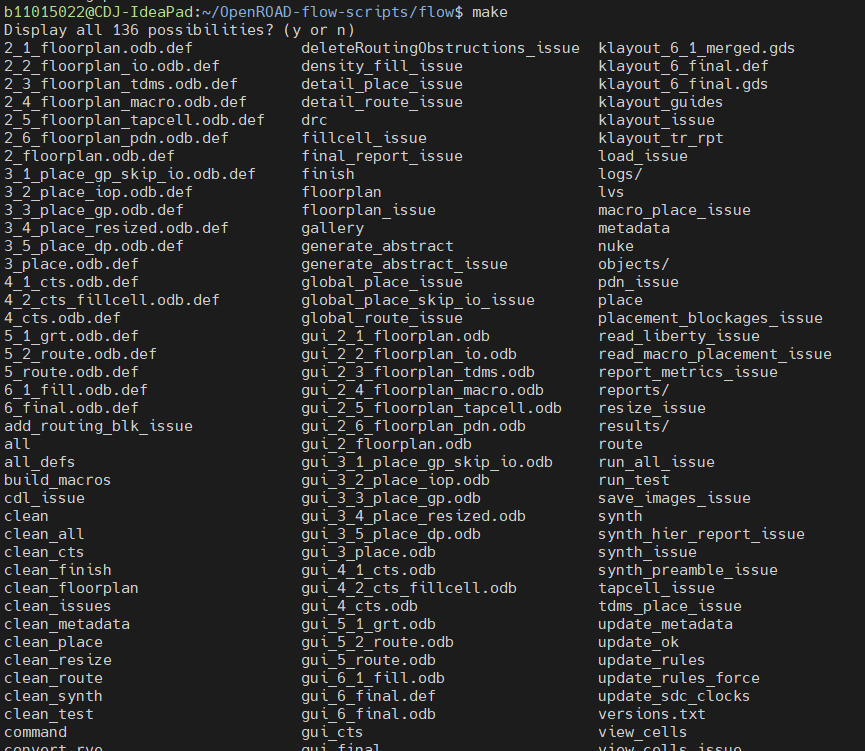 b11015022@CDJ-IdeaPad:~/OpenROAD-flow-scripts/flow$ make
Display all 136 possibilities? (y or n)
2_1_floorplan.odb.def deleteRoutingObstructions_issue klayout_6_1_merged.gds
2_2_floorplan_io.odb.def density_fill_issue klayout_6_final.def
2_3_floorplan_tdms.odb.def detail_place_issue klayout_6_final.gds
2_4_floorplan_macro.odb.def detail_route_issue klayout_guides
2_5_floorplan_tapcell.odb.def drc klayout_issue
2_6_floorplan_pdn.odb.def fillcell_issue klayout_tr_rpt
2_floorplan.odb.def final_report_issue load_issue
3_1_place_gp_skip_io.odb.def finish logs/
3_2_place_iop.odb.def floorplan lvs
3_3_place_gp.odb.def floorplan_issue macro_place_issue
3_4_place_resized.odb.def gallery metadata
3_5_place_dp.odb.def generate_abstract nuke
3_place.odb.def generate_abstract_issue objects/
4_1_cts.odb.def global_place_issue pdn_issue
4_2_cts_fillcell.odb.def global_place_skip_io_issue place
4_cts.odb.def global_route_issue placement_blockages_issue
5_1_grt.odb.def gui_2_1_floorplan.odb read_liberty_issue
5_2_route.odb.def gui_2_2_floorplan_io.odb read_macro_placement_issue
5_route.odb.def gui_2_3_floorplan_tdms.odb report_metrics_issue
6_1_fill.odb.def gui_2_4_floorplan_macro.odb reports/
6_final.odb.def gui_2_5_floorplan_tapcell.odb resize_issue
add_routing_blk_issue gui_2_6_floorplan_pdn.odb results/
all gui_2_floorplan.odb route
all_defs gui_3_1_place_gp_skip_io.odb run_all_issue
build_macros gui_3_2_place_iop.odb run_test
cdl_issue gui_3_3_place_gp.odb save_images_issue
clean gui_3_4_place_resized.odb synth
clean_all gui_3_5_place_dp.odb synth_hier_report_issue
clean_cts gui_3_place.odb synth_issue
clean_finish gui_4_1_cts.odb synth_preamble_issue
clean_floorplan gui_4_2_cts_fillcell.odb tapcell_issue
clean_issues gui_4_cts.odb tdms_place_issue
clean_metadata gui_5_1_grt.odb update_metadata
clean_place gui_5_2_route.odb update_ok
clean_resize gui_5_route.odb update_rules
clean_route gui_6_1_fill.odb update_rules_force
clean_synth gui_6_final.def update_sdc_clocks
clean_test gui_6_final.odb versions.txt
command gui_cts view_cells
convert_rve gui_final view_cells_issue